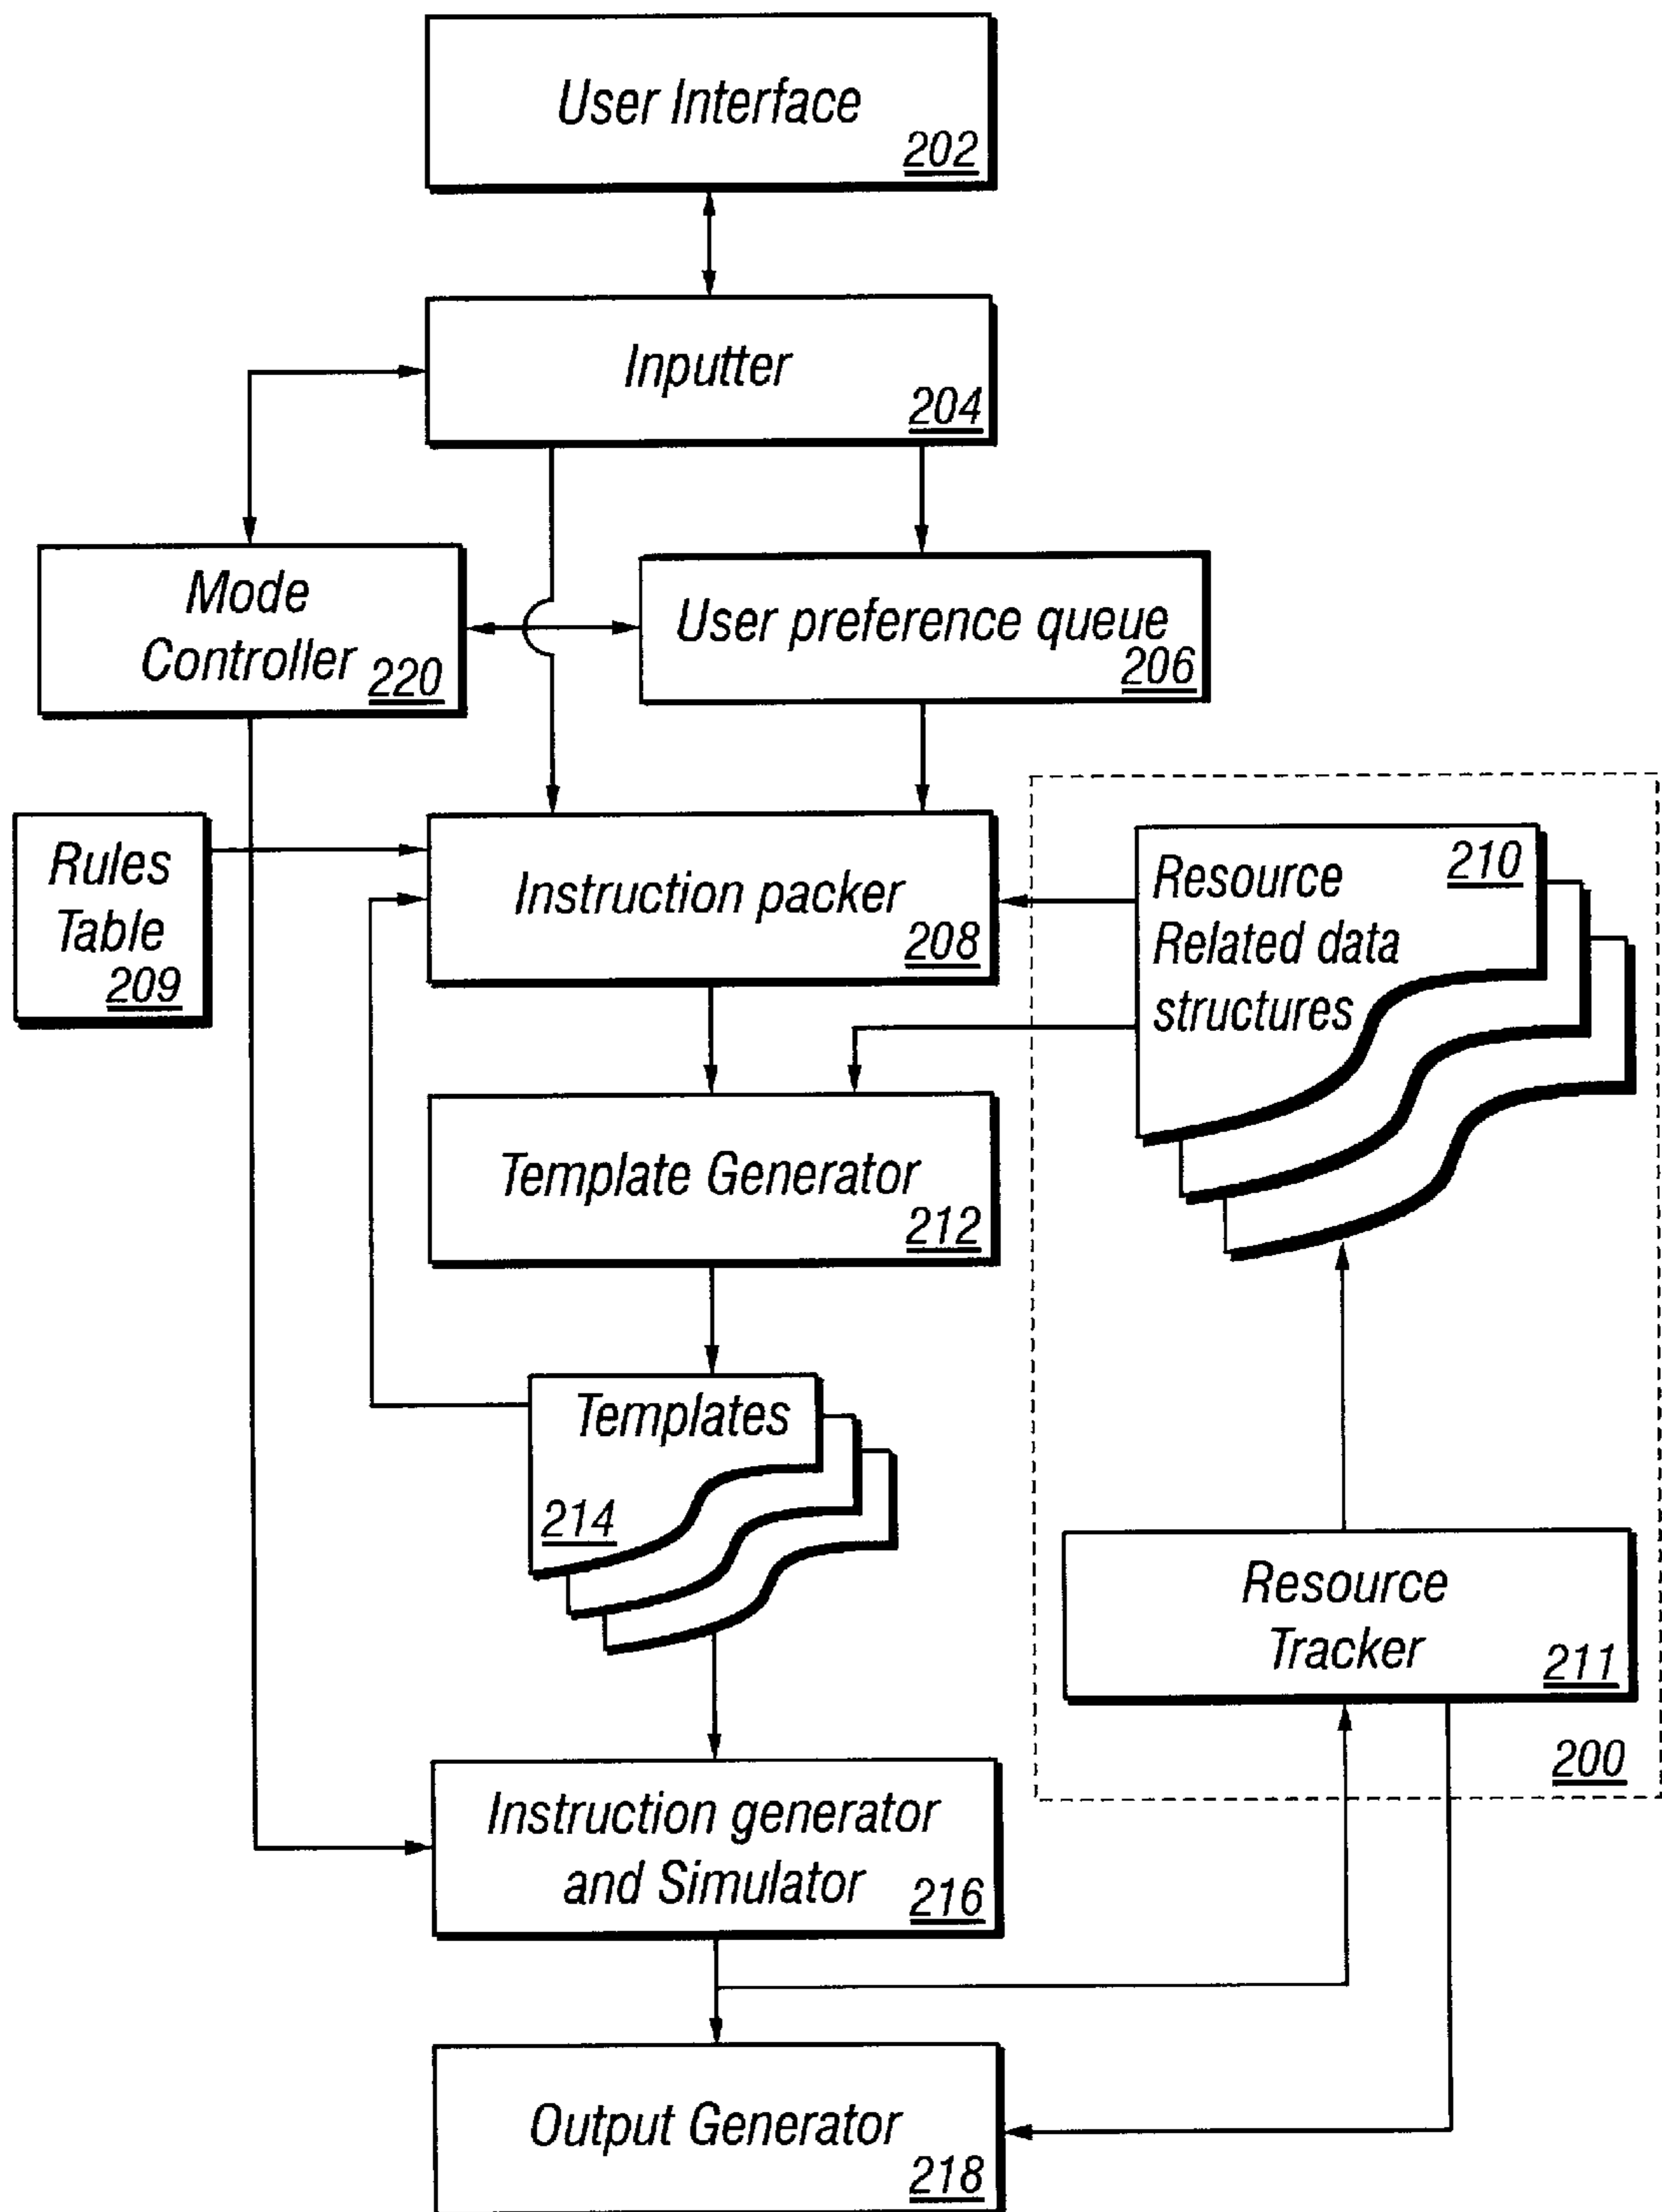 User Interface
202
Inputter
204
Mode
Controller
220
User preference queue
206
Rules
Table
209
Instruction packer
208
Resource
Related data
structures
210
Template Generator
212
Templates
214
Resource
Tracker
211
200
Instruction generator
and Simulator
216
Output Generator
218